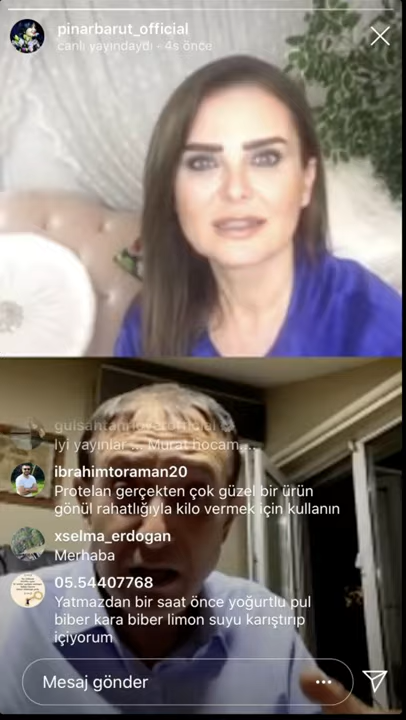 pinarbarut_official
canlı yayındaydı · 4s önce
İyi yayınlar ... Murat hocam....
ibrahimtoraman20
Protelan gerçekten çok güzel bir ürün
gönül rahatlığıyla kilo vermek için kullanın
xselma_erdogan
Merhaba
05.54407768
Yatmazdan bir saat önce yoğurtlu pul
biber kara biber limon suyu karıştırıp
içiyorum
Mesaj gönder